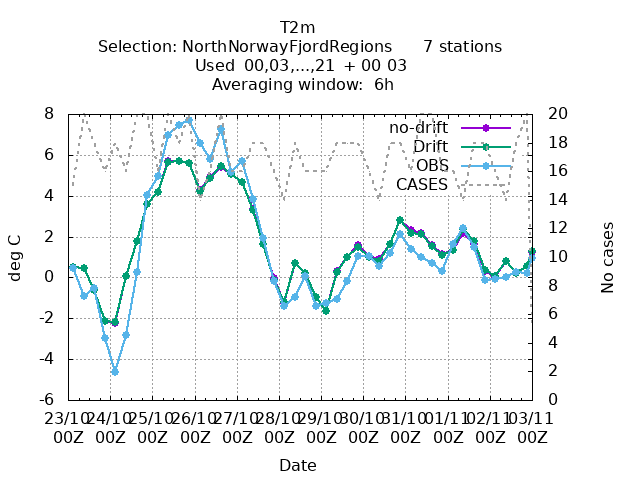 T2m
Selection: NorthNorwayFjordRegions 7 stations
Used 00,03,...,21 + 00 03
Averaging window: 6h
no-drift
Drift
OBS
CASES
8
6
4
2
0
-2
-4
-6
deg C
20
18
16
14
12
10
8
6
4
2
0
No cases
23/10 24/10 25/10 26/10 27/10 28/10 29/10 30/10 31/10 01/11 02/11 03/11
00Z 00Z 00Z 00Z 00Z 00Z 00Z 00Z 00Z 00Z 00Z 00Z
Date